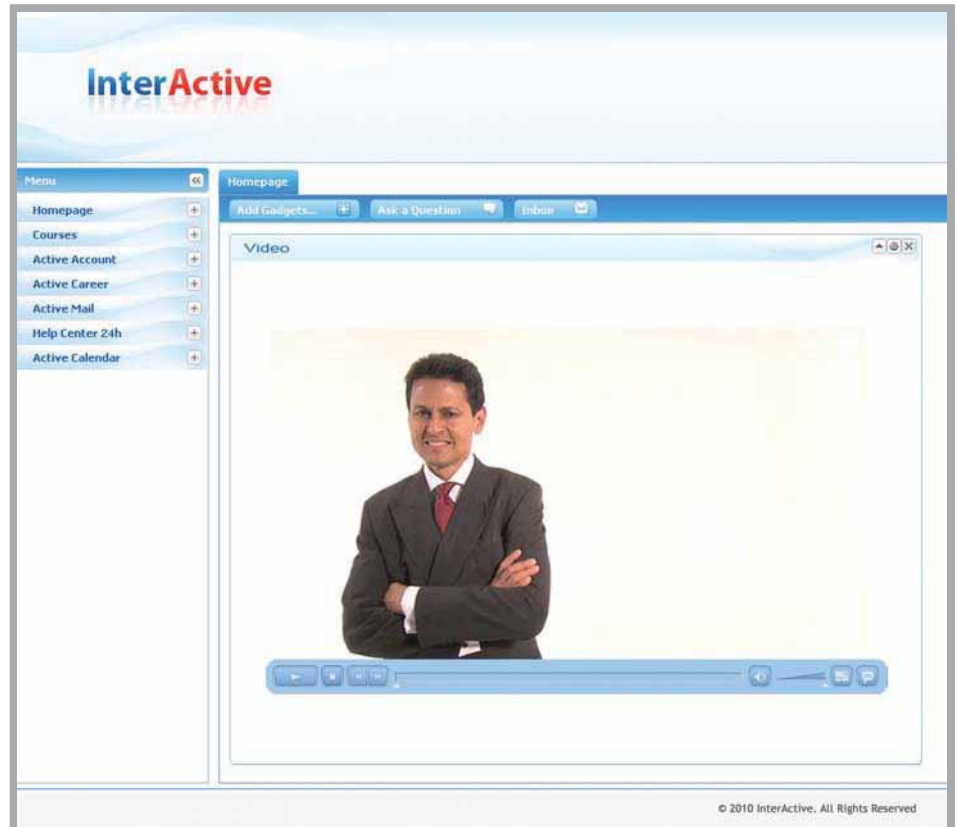 InterActive
Menu
Homepage
Courses
Active Account
Active Career
Active Mail
Help Center 24h
Active Calendar
Homepage
Add Gadgets... Ask a Question Inbox
Video
© 2010 InterActive. All Rights Reserved